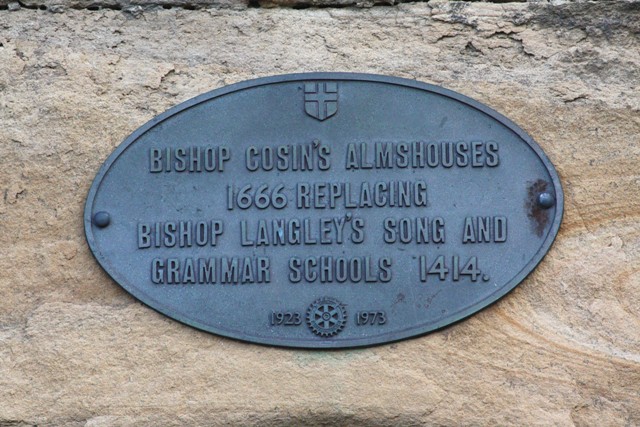 BISHOP COSIN'S ALMSHOUSES
1666 REPLACING
BISHOP LANGLEY'S SONG AND
GRAMMAR SCHOOLS 1414.
1923 1973